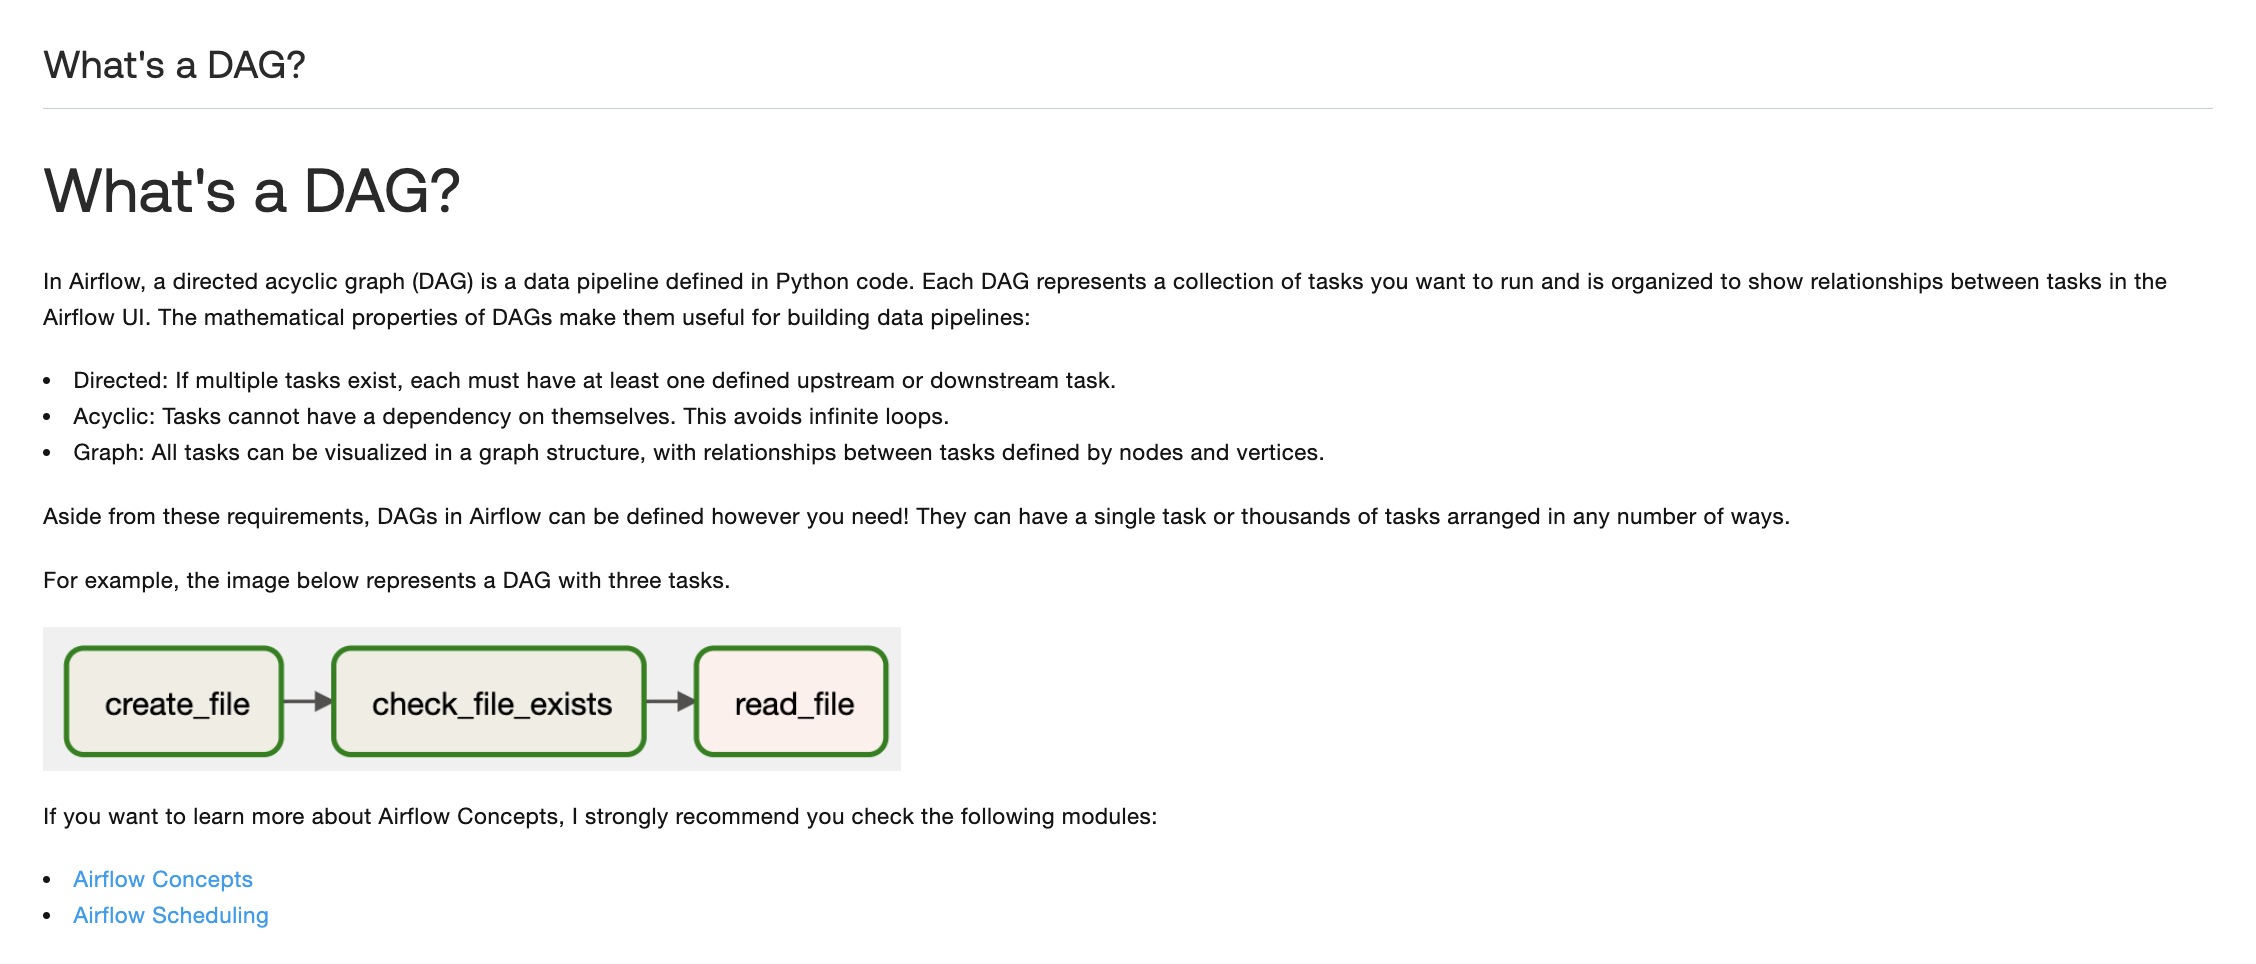 What's a DAG?
What's a DAG?
In Airflow, a directed acyclic graph (DAG) is a data pipeline defined in Python code. Each DAG represents a collection of tasks you want to run and is organized to show relationships between tasks in the
Airflow UI. The mathematical properties of DAGs make them useful for building data pipelines:
• Directed: If multiple tasks exist, each must have at least one defined upstream or downstream task.
• Acyclic: Tasks cannot have a dependency on themselves. This avoids infinite loops.
• Graph: All tasks can be visualized in a graph structure, with relationships between tasks defined by nodes and vertices.
Aside from these requirements, DAGs in Airflow can be defined however you need! They can have a single task or thousands of tasks arranged in any number of ways.
For example, the image below represents a DAG with three tasks.
create_file check_file_exists read_file
If you want to learn more about Airflow Concepts, I strongly recommend you check the following modules:
• Airflow Concepts
• Airflow Scheduling